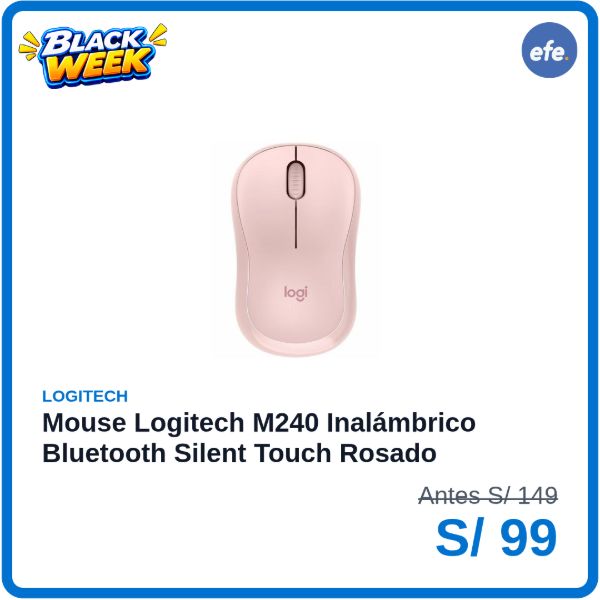 BLACK
WEEK
efe.
logi
LOGITECH
Mouse Logitech M240 Inalámbrico
Bluetooth Silent Touch Rosado
Antes S/ 149
S/ 99